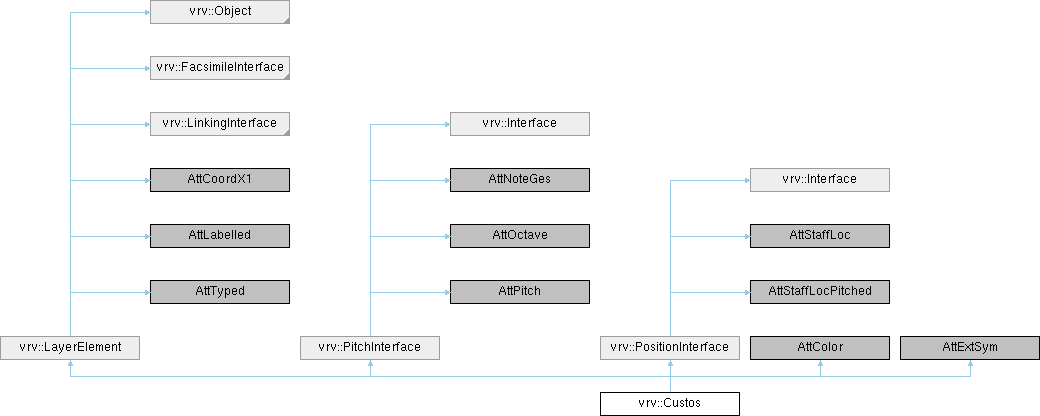 vrv::Object
vrv::FacsimileInterface
vrv::LinkingInterface
vrv::Interface
AttCoordX1
AttNoteGes
vrv::Interface
AttLabelled
AttOctave
AttStaffLoc
AttTyped
AttPitch
AttStaffLocPitched
vrv::LayerElement
vrv::PitchInterface
vrv::PositionInterface
AttColor
AttExtSym
vrv::Custos